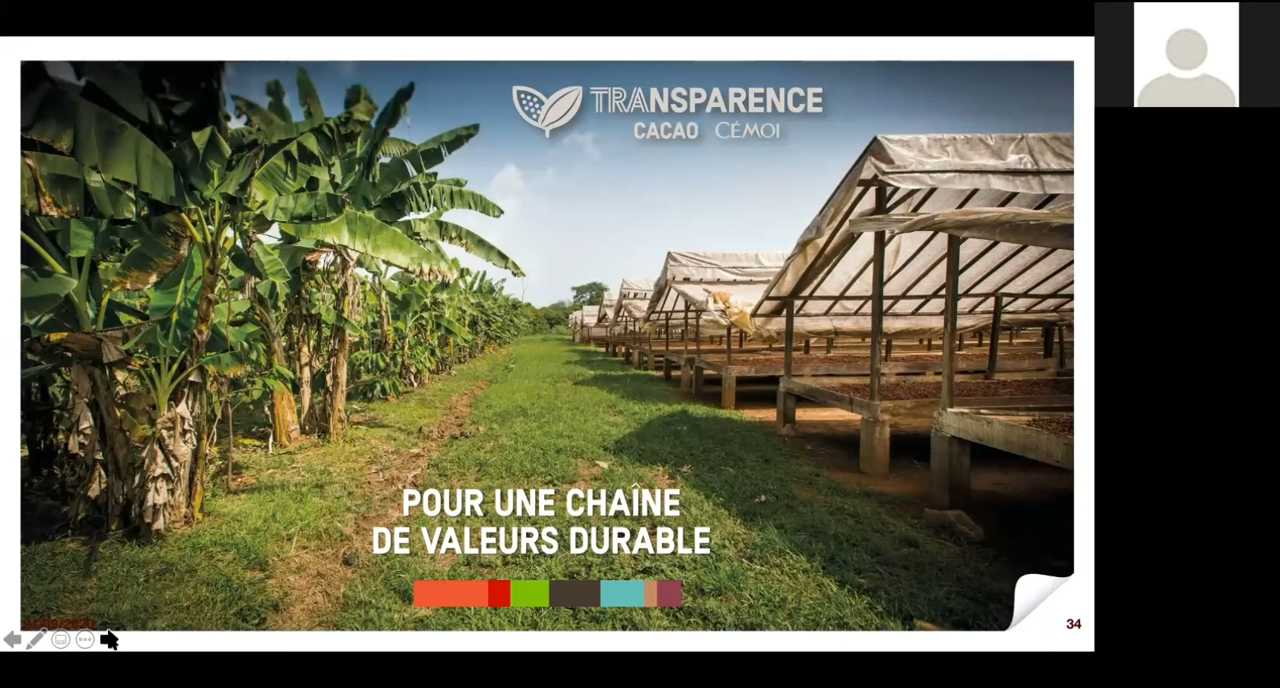 TRANSPARENCE
CACAO CÉMOI
POUR UNE CHAÎNE
DE VALEURS DURABLE
34